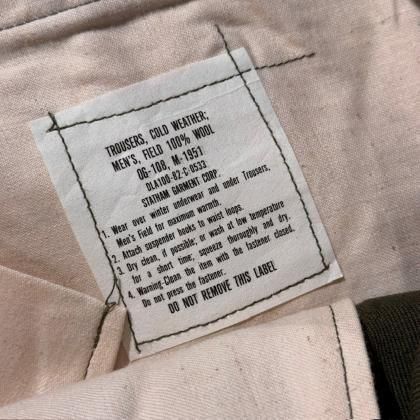 TROUSERS, COLD WEATHER;
MEN'S, FIELD 100% WOOL
OG-108, M-1951
DLA100-82-C-0533
STATHAM GARMENT CORP.
1. Wear over winter underwear and under Trousers,
Men's Field for maximum warmth.
2. Attach suspender hooks to waist loops.
3. Dry clean, if possible; or wash at low temperature
for a short time; squeeze thoroughly and dry.
4. Warning-Clean the item with the fastener closed.
Do not press the fastener.
DO NOT REMOVE THIS LABEL